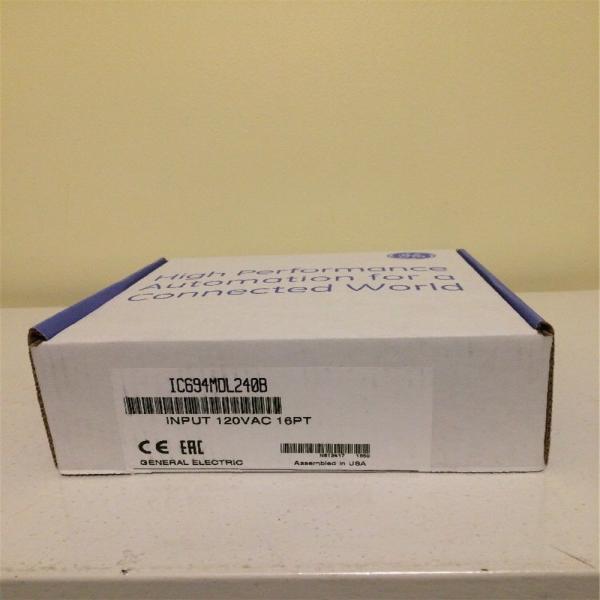 High Performance
Automation for a
Connected World
IC694MDL240B
INPUT 120VAC 16PT
CE EAC
GENERAL ELECTRIC
Assembled in USA